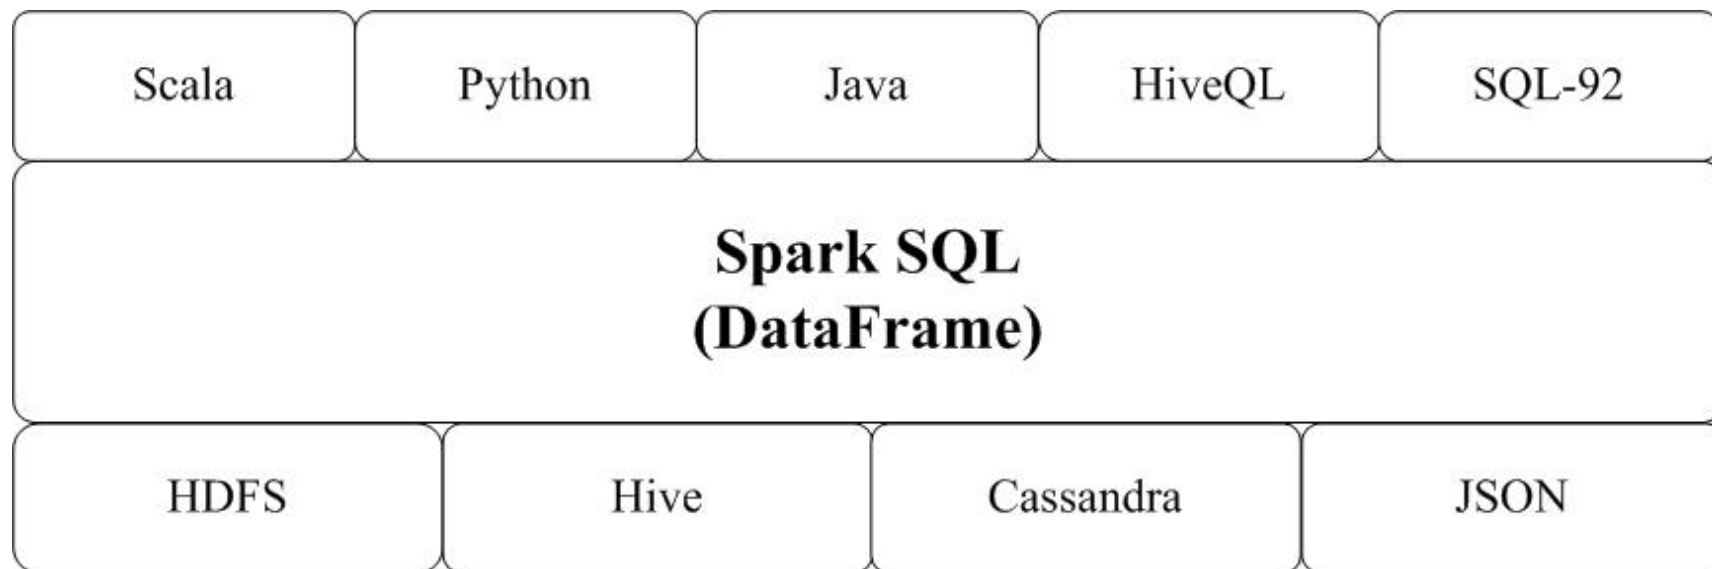 Scala Python Java HiveQL SQL-92
Spark SQL
(DataFrame)
HDFS Hive Cassandra JSON